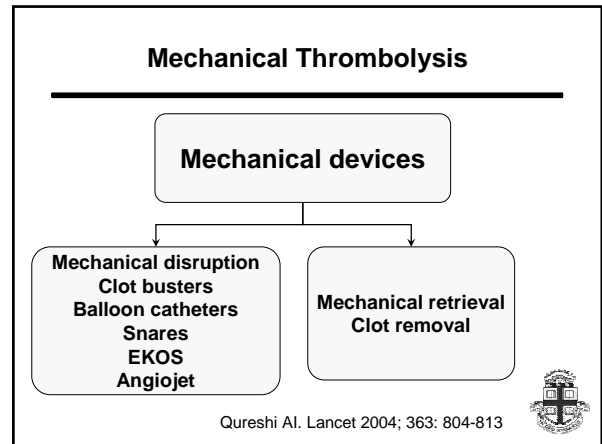 Mechanical Thrombolysis
Mechanical devices
Mechanical disruption
Clot busters
Balloon catheters
Snares
EKOS
Angiojet
Mechanical retrieval
Clot removal
Qureshi AI. Lancet 2004; 363: 804-813